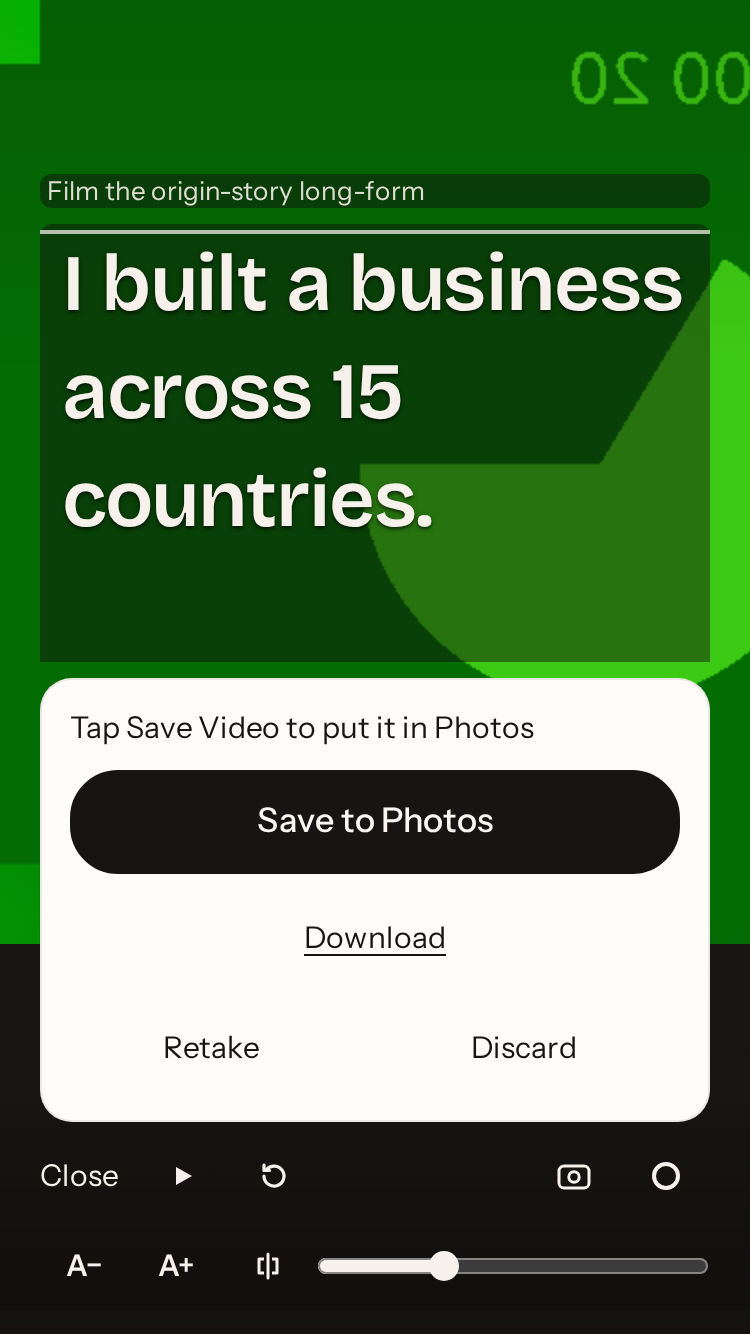 00 20
Film the origin-story long-form
I built a business
across 15
countries.
Tap Save Video to put it in Photos
Save to Photos
Download
Retake
Discard
Close
A−
A+